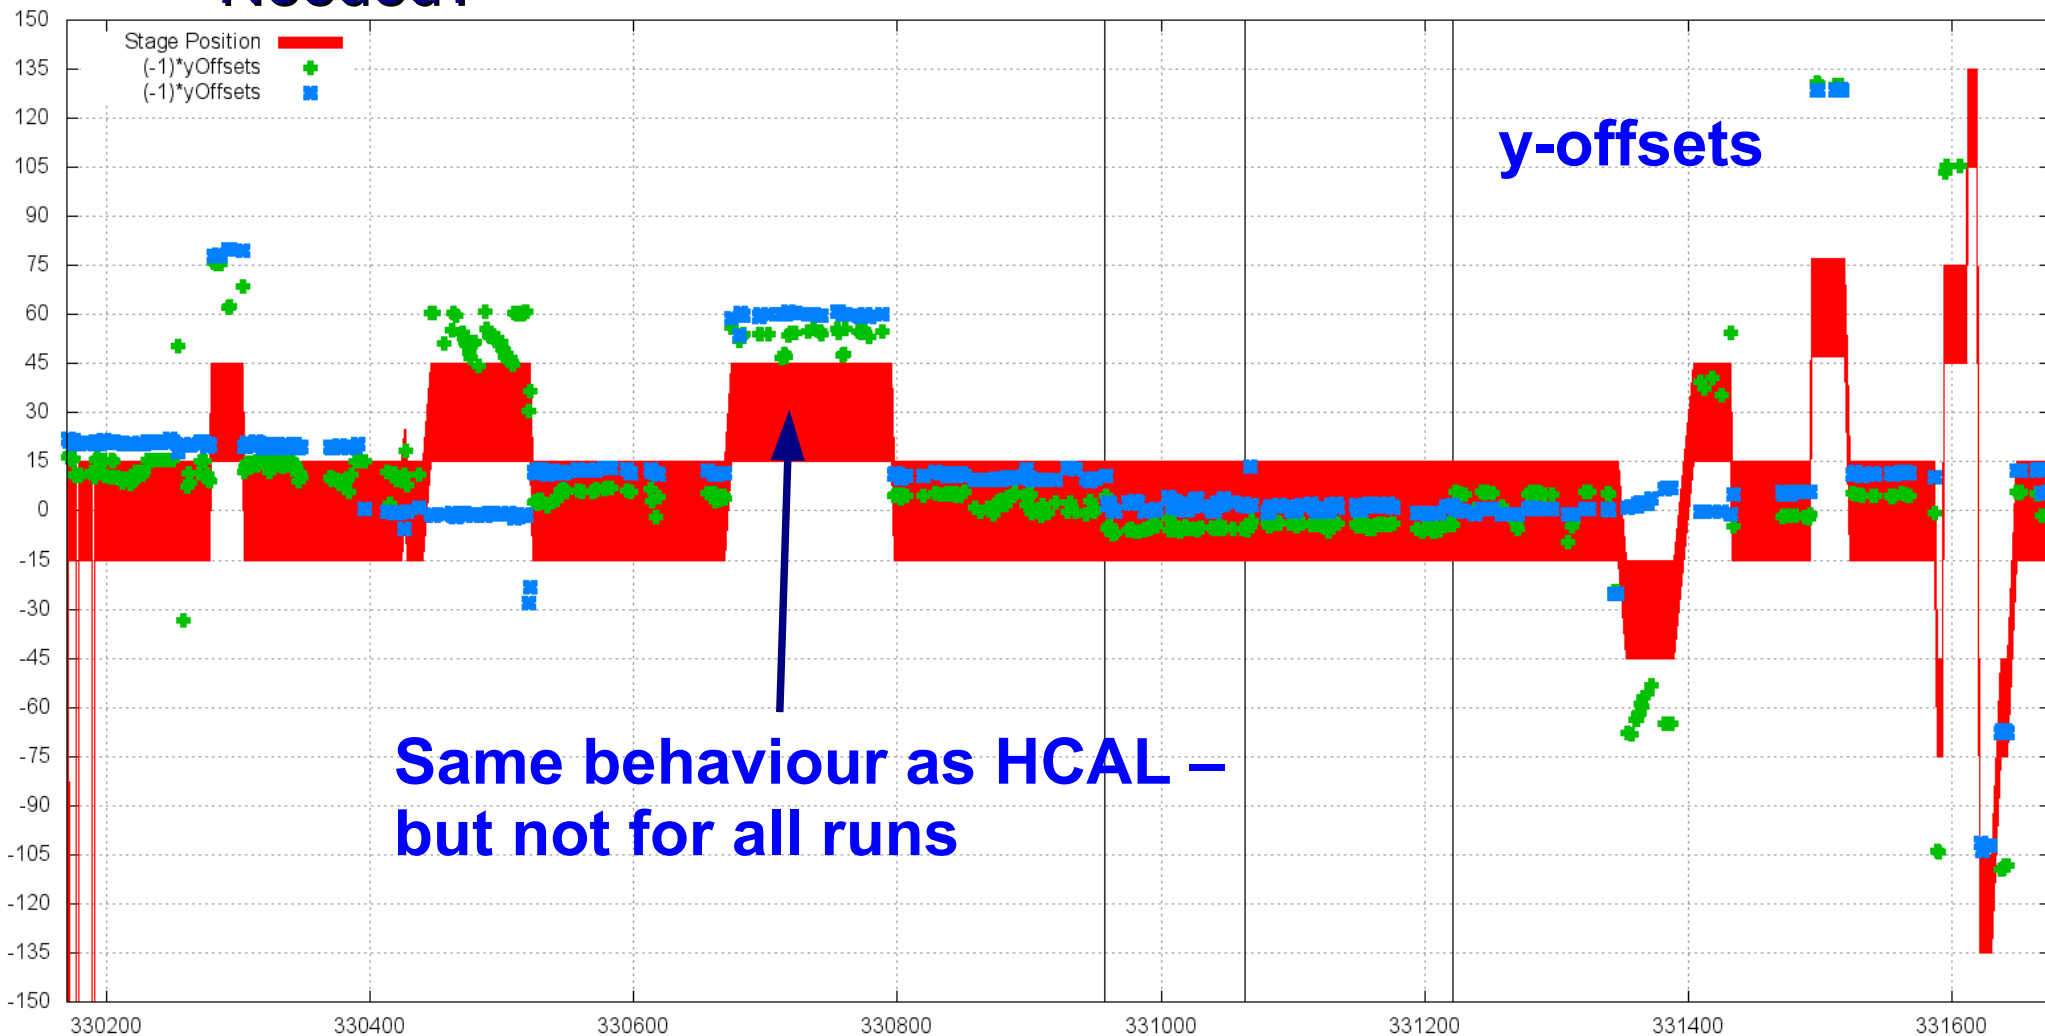 Needed?
150
Stage Position
(-1)*yOffsets
(-1)*yOffsets
135
120
y-offsets
105
90
75
60
45
30
15
0
-15
-30
-45
-60
-75
Same behaviour as HCAL –
-90
but not for all runs
-105
-120
-135
-150
330200 330400 330600 330800 331000 331200 331400 331600